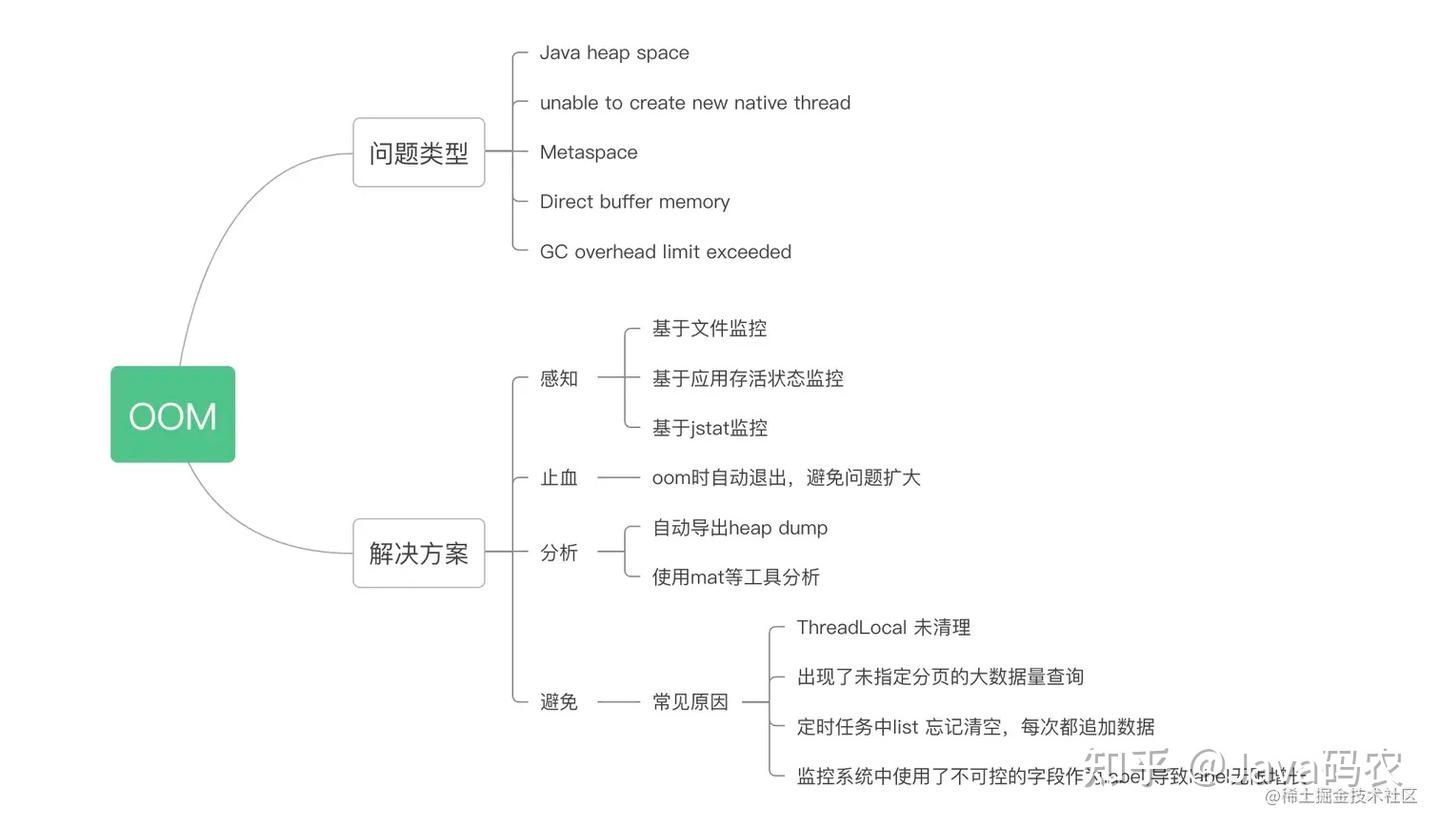 OOM
问题类型
Java heap space
unable to create new native thread
Metaspace
Direct buffer memory
GC overhead limit exceeded
解决方案
感知
基于文件监控
基于应用存活状态监控
基于jstat监控
止血
oom时自动退出，避免问题扩大
分析
自动导出heap dump
使用mat等工具分析
避免
常见原因
ThreadLocal 未清理
出现了未指定分页的大数据量查询
定时任务中list 忘记清空，每次都追加数据
监控系统中使用了不可控的字段作为label 导致label无限增长
知乎 @Java码农
@稀土掘金技术社区